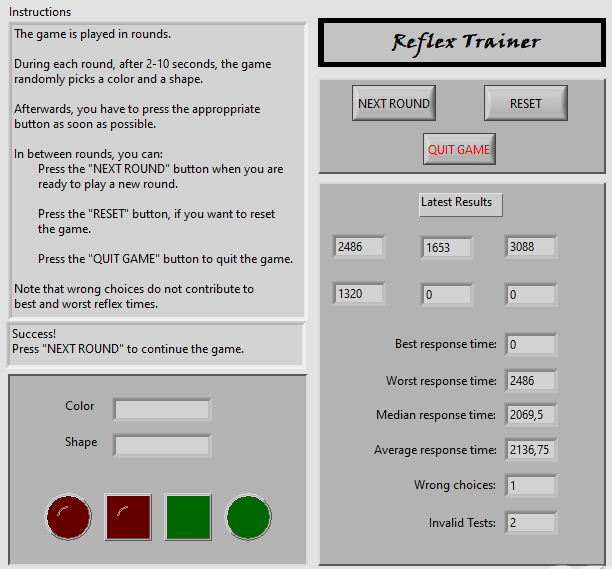 Instructions
The game is played in rounds.
During each round, after 2-10 seconds, the game
randomly picks a color and a shape.
Afterwards, you have to press the approppriate
button as soon as possible.
In between rounds, you can:
Press the "NEXT ROUND" button when you are
ready to play a new round.
Press the "RESET" button, if you want to reset
the game.
Press the "QUIT GAME" button to quit the game.
Note that wrong choices do not contribute to
best and worst reflex times.
Success!
Press "NEXT ROUND" to continue the game.
Color
Shape
Reflex Trainer
NEXT ROUND
RESET
QUIT GAME
Latest Results
2486 1653 3088
1320 0 0
Best response time: 0
Worst response time: 2486
Median response time: 2069,5
Average response time: 2136,75
Wrong choices: 1
Invalid Tests: 2